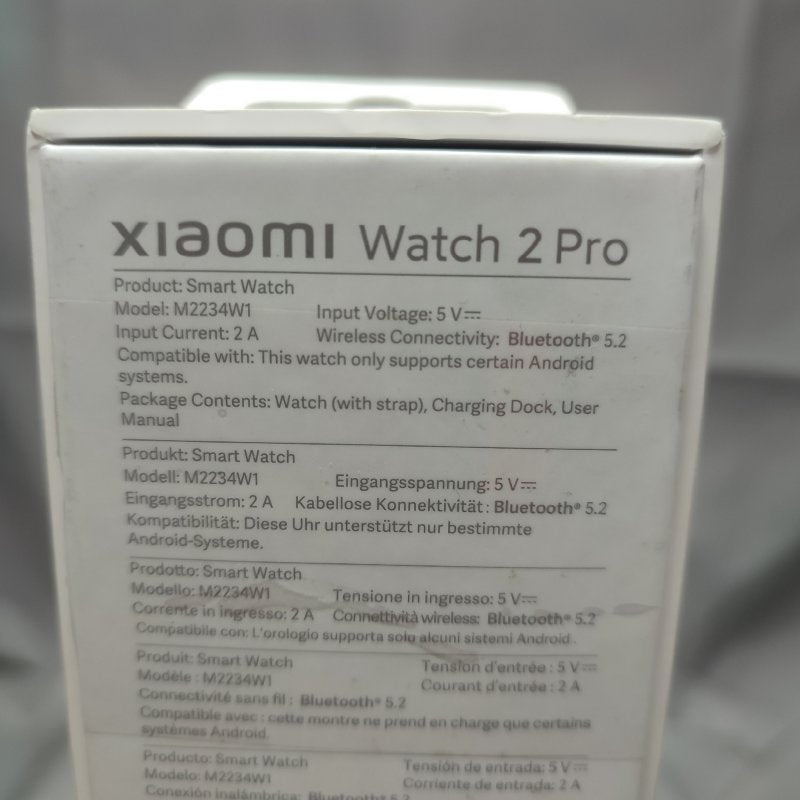 xiaomi Watch 2 Pro
Product: Smart Watch
Model: M2234W1 Input Voltage: 5 V⎓
Input Current: 2 A Wireless Connectivity: Bluetooth® 5.2
Compatible with: This watch only supports certain Android
systems.
Package Contents: Watch (with strap), Charging Dock, User
Manual
Produkt: Smart Watch
Modell: M2234W1 Eingangsspannung: 5 V⎓
Eingangsstrom: 2 A Kabellose Konnektivität: Bluetooth® 5.2
Kompatibilität: Diese Uhr unterstützt nur bestimmte
Android-Systeme.
Prodotto: Smart Watch
Modello: M2234W1 Tensione in ingresso: 5 V⎓
Corrente in ingresso: 2 A Connettività wireless: Bluetooth® 5.2
Compatibile con: L'orologio supporta solo alcuni sistemi Android.
Produit: Smart Watch Tension d'entrée : 5 V⎓
Modèle : M2234W1 Courant d'entrée : 2 A
Connectivité sans fil : Bluetooth® 5.2
Compatible avec : cette montre ne prend en charge que certains
systèmes Android.
Producto: Smart Watch Tensión de entrada: 5 V⎓
Modelo: M2234W1 Corriente de entrada: 2 A
Conexión inalámbrica: Bluetooth® 5.2